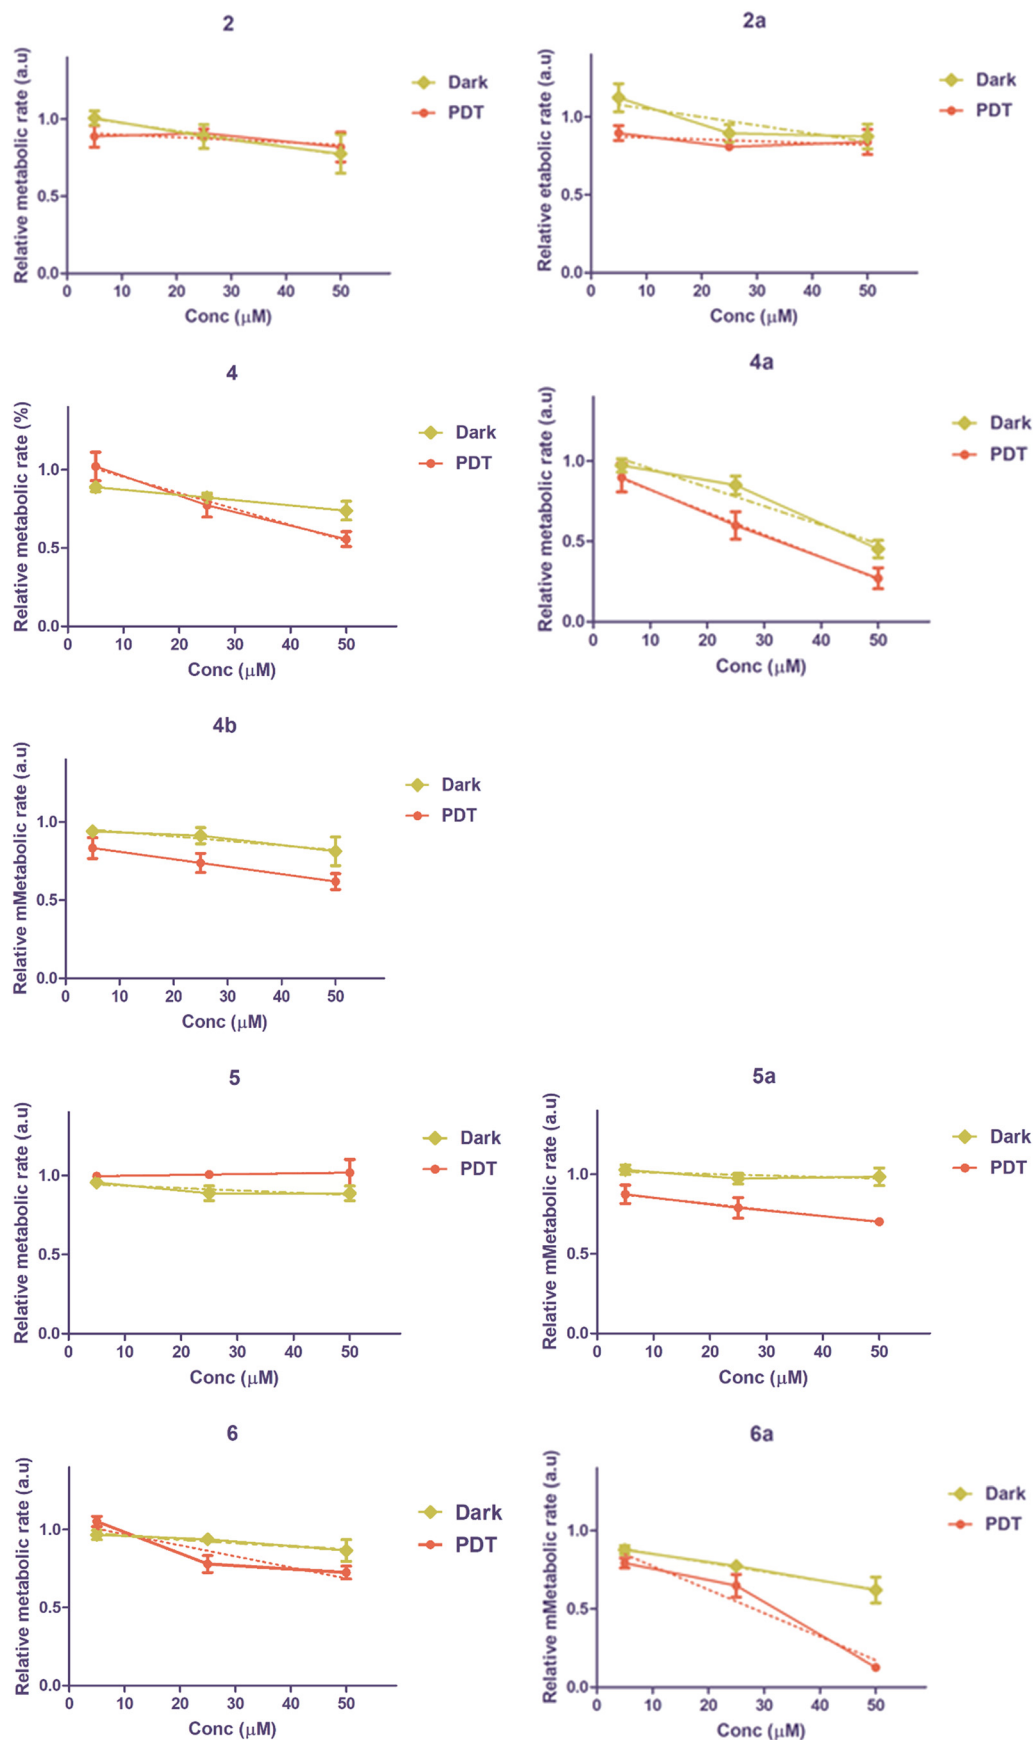 2
Relative metabolic rate (a.u)
1.0
0.5
0.0
0 10 20 30 40 50
Conc (μM)
Dark
PDT
2a
Relative etabolic rate (a.u)
1.0
0.5
0.0
0 10 20 30 40 50
Conc (μM)
Dark
PDT
4
Relative metabolic rate (%)
1.0
0.5
0.0
0 10 20 30 40 50
Conc (μM)
Dark
PDT
4a
Relative metabolic rate (a.u)
1.0
0.5
0.0
0 10 20 30 40 50
Conc (μM)
Dark
PDT
4b
Relative mMetabolic rate (a.u)
1.0
0.5
0.0
0 10 20 30 40 50
Conc (μM)
Dark
PDT
5
Relative metabolic rate (a.u)
1.0
0.5
0.0
0 10 20 30 40 50
Conc (μM)
Dark
PDT
5a
Relative mMetabolic rate (a.u)
1.0
0.5
0.0
0 10 20 30 40 50
Conc (μM)
Dark
PDT
6
Relative metabolic rate (a.u)
1.0
0.5
0.0
0 10 20 30 40 50
Conc (μM)
Dark
PDT
6a
Relative mMetabolic rate (a.u)
1.0
0.5
0.0
0 10 20 30 40 50
Conc (μM)
Dark
PDT